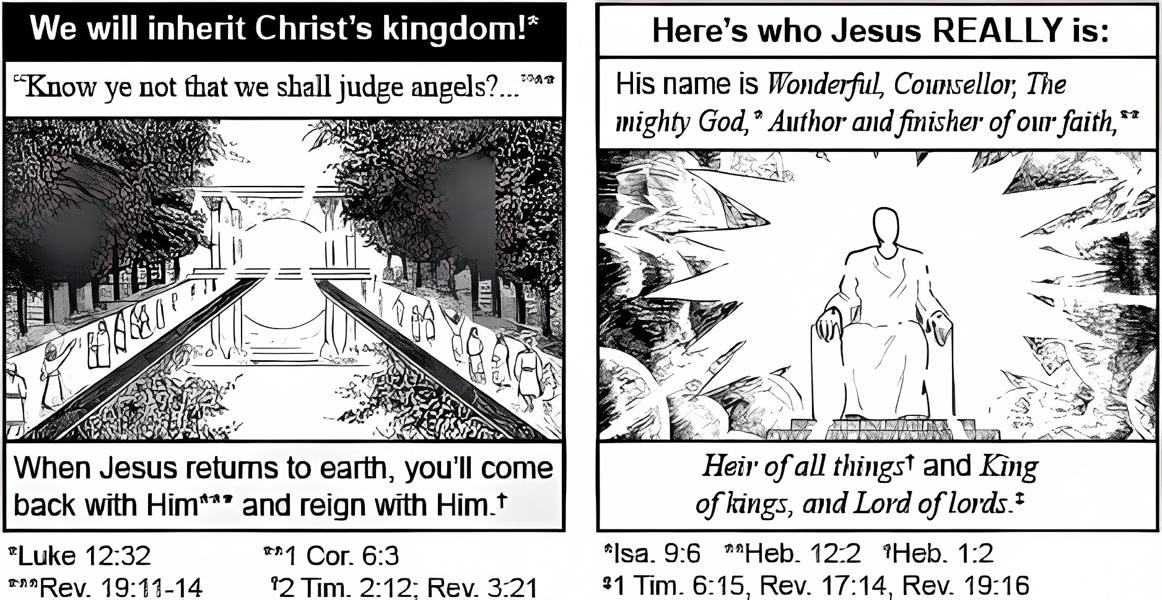 We will inherit Christ's kingdom!*
"Know ye not that we shall judge angels?..."**
When Jesus returns to earth, you'll come
back with Him*** and reign with Him.†
*Luke 12:32 **1 Cor. 6:3
***Rev. 19:11-14 †2 Tim. 2:12; Rev. 3:21
Here's who Jesus REALLY is:
His name is Wonderful, Counsellor, The
mighty God,* Author and finisher of our faith,**
Heir of all things† and King
of kings, and Lord of lords.‡
*Isa. 9:6 **Heb. 12:2 †Heb. 1:2
‡1 Tim. 6:15, Rev. 17:14, Rev. 19:16